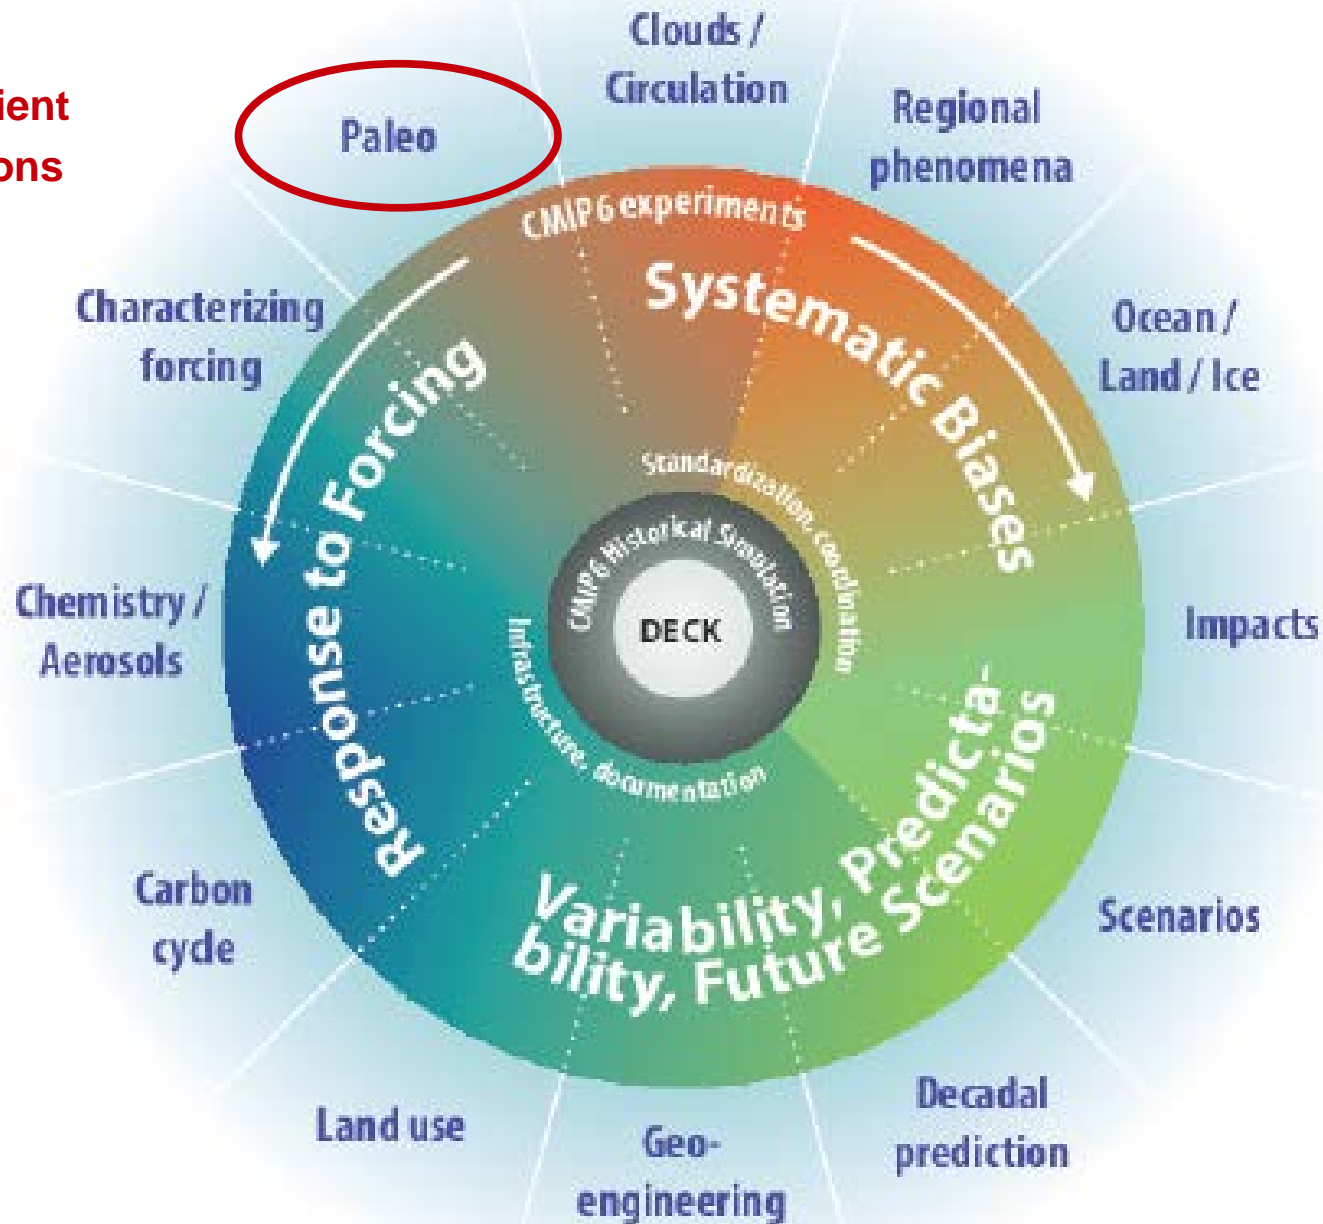 Clouds /
Circulation
Regional
phenomena
Ocean /
Land / Ice
Impacts
Scenarios
Decadal
prediction
Geo-
engineering
Land use
Carbon
cycle
Chemistry /
Aerosols
Characterizing
forcing
Paleo
ient
ons
CMIP6 experiments
Systematic Biases
Response to Forcing
Variability, Predicta-
bility, Future Scenarios
Standardization, coordination
Infrastructure, documentation
CMIP6 Historical Simulation
DECK